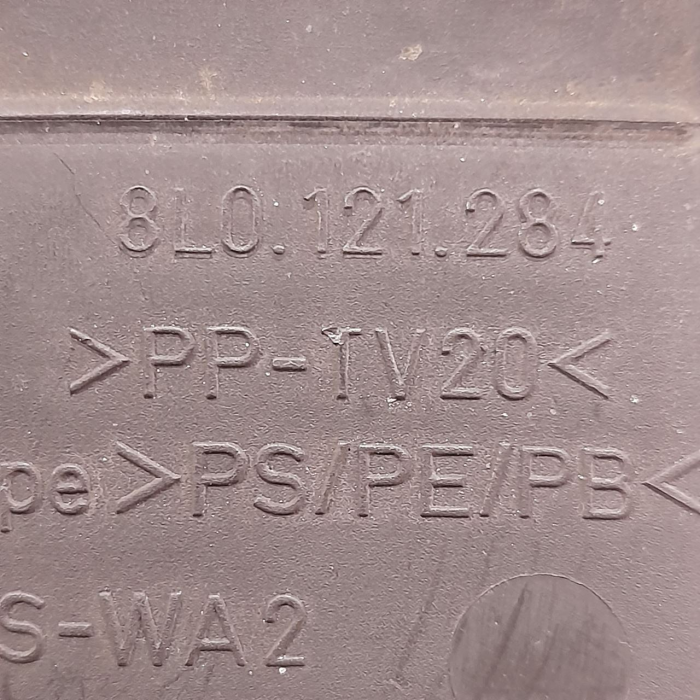 8L0.121.284
>PP-TV20<
pe >PS/PE/PB<
S-WA2